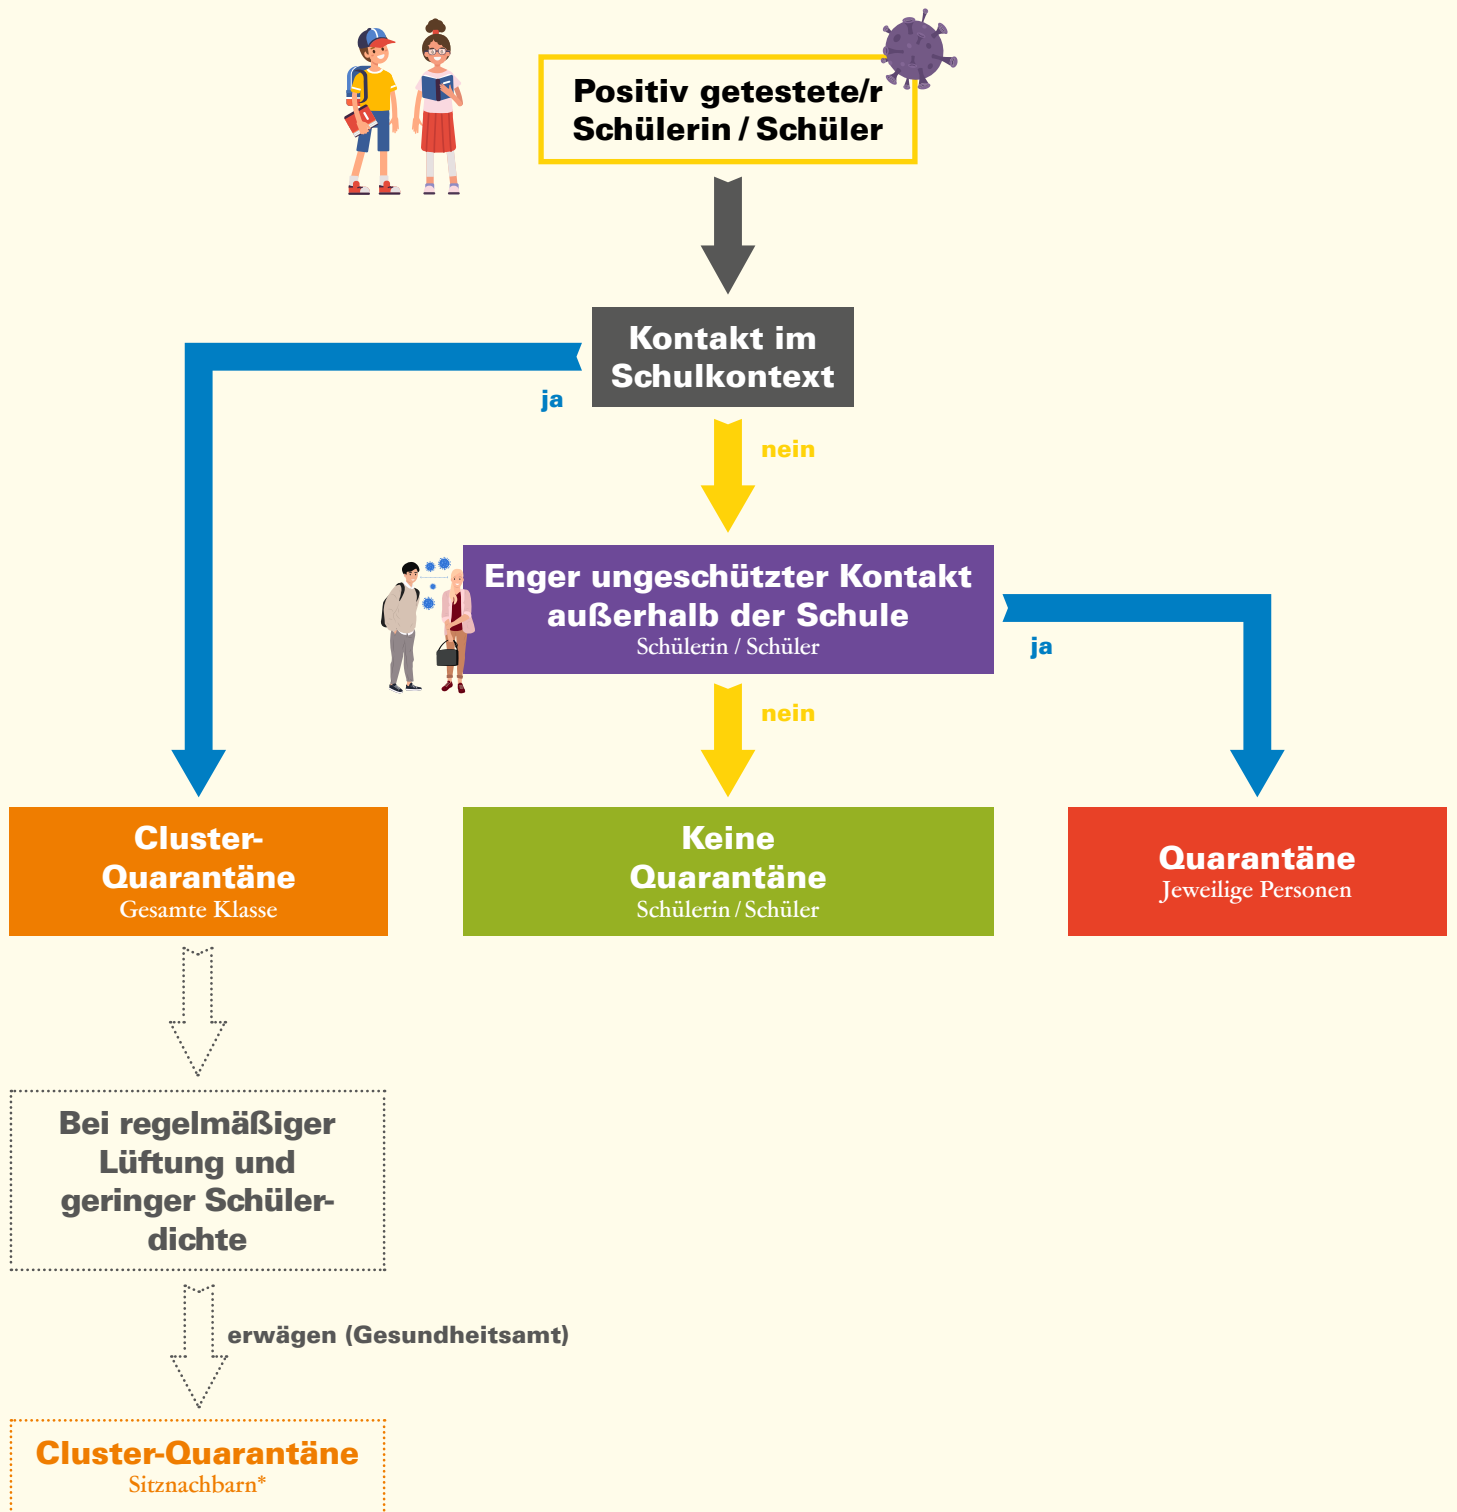 Positiv getestete/r
Schülerin / Schüler
Kontakt im
Schulkontext
ja
nein
Enger ungeschützter Kontakt
außerhalb der Schule
Schülerin / Schüler
ja
nein
Cluster-
Quarantäne
Gesamte Klasse
Keine
Quarantäne
Schülerin / Schüler
Quarantäne
Jeweilige Personen
Bei regelmäßiger
Lüftung und
geringer Schüler-
dichte
erwägen (Gesundheitsamt)
Cluster-Quarantäne
Sitznachbarn*